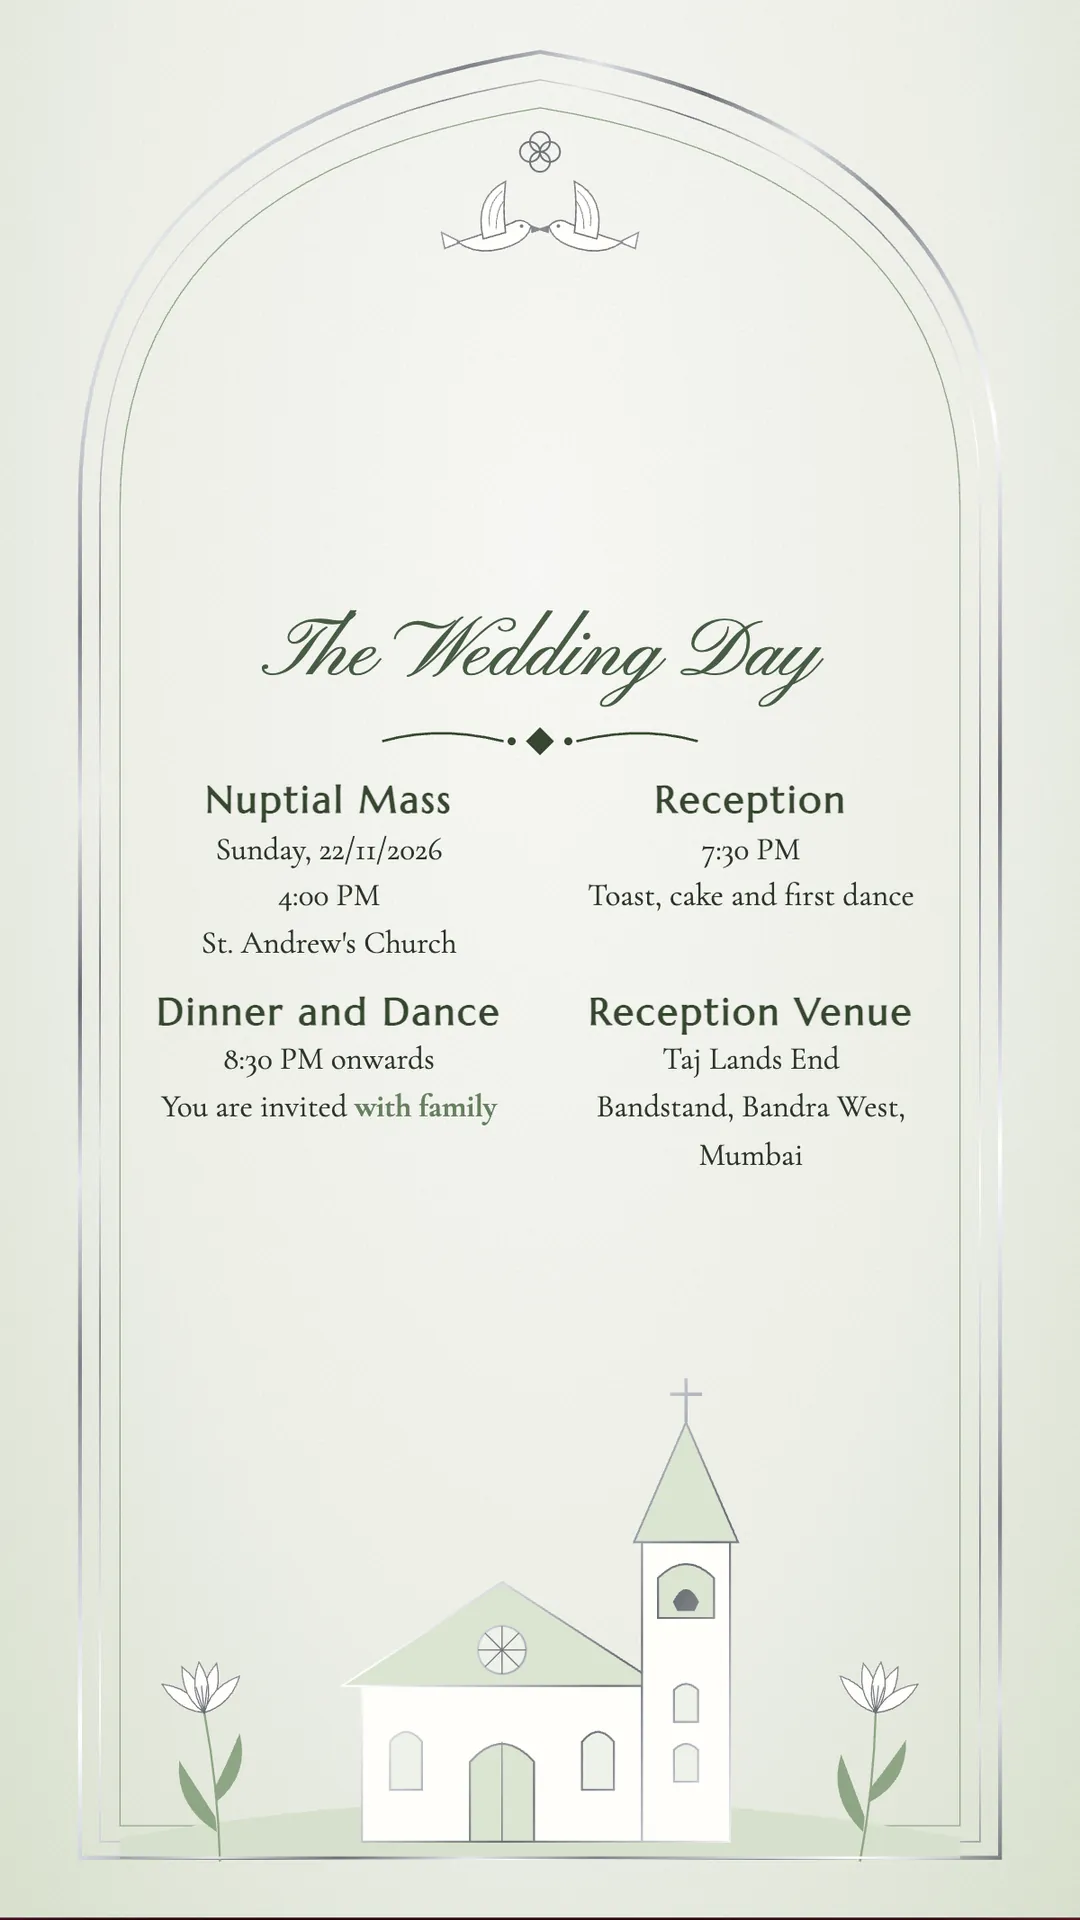 The Wedding Day
Nuptial Mass
Sunday, 22/11/2026
4:00 PM
St. Andrew's Church
Reception
7:30 PM
Toast, cake and first dance
Dinner and Dance
8:30 PM onwards
You are invited with family
Reception Venue
Taj Lands End
Bandstand, Bandra West,
Mumbai